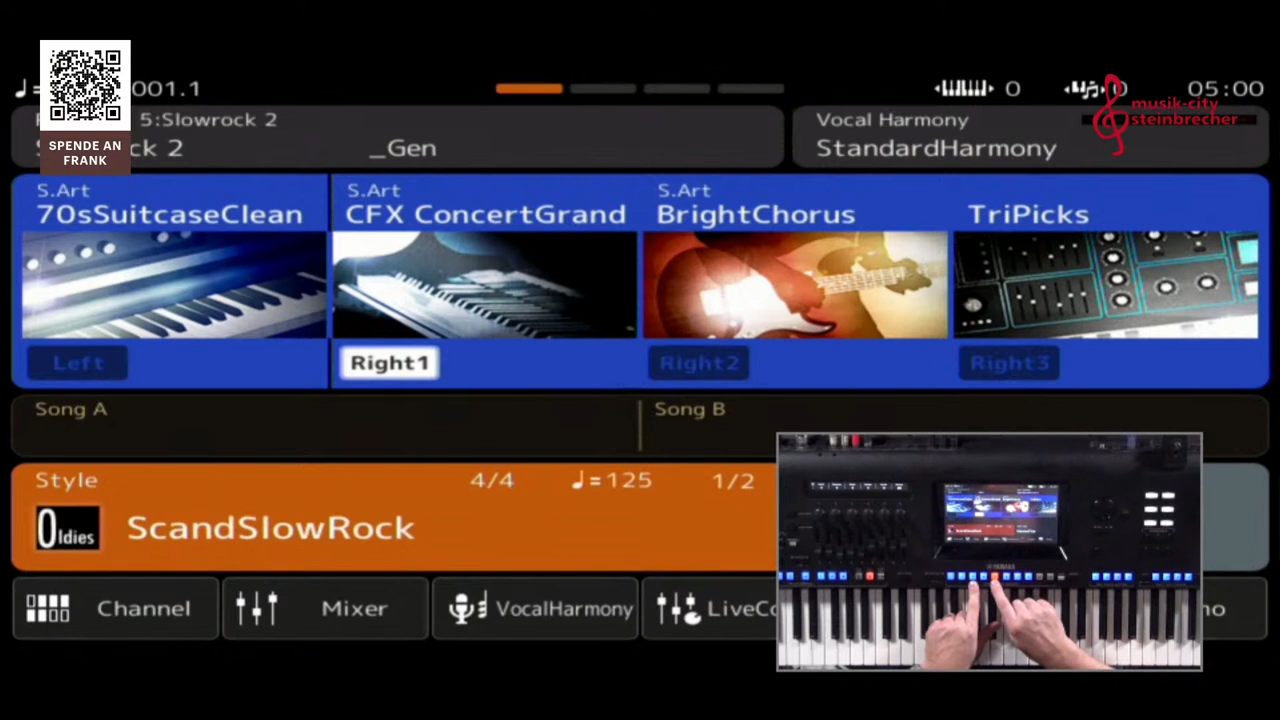 001.1
0
0
05:00
5:Slowrock 2
ck 2
_Gen
Vocal Harmony
StandardHarmony
musik-city
steinbrecher
SPENDE AN
FRANK
S.Art
70sSuitcaseClean
S.Art
CFX ConcertGrand
S.Art
BrightChorus
TriPicks
Left
Right1
Right2
Right3
Song A
Song B
Style
4/4
♩=125
1/2
Oldies
ScandSlowRock
Channel
Mixer
VocalHarmony
YAMAHA